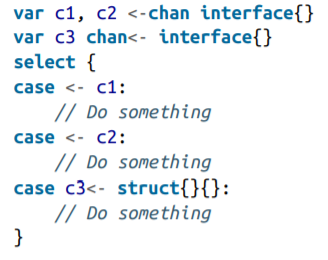 var c1, c2 <-chan interface{}
var c3 chan<- interface{}
select {
case <- c1:
    // Do something
case <- c2:
    // Do something
case c3<- struct{}{}:
    // Do something
}